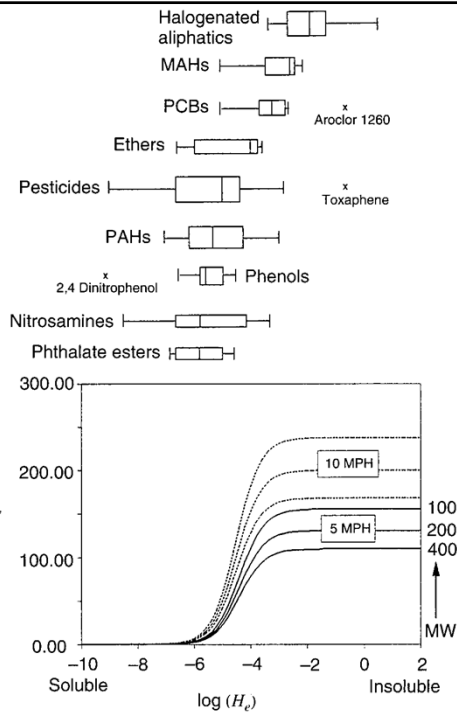 Halogenated
aliphatics
MAHs
PCBs
x
Aroclor 1260
Ethers
Pesticides
x
Toxaphene
PAHs
x
2,4 Dinitrophenol
Phenols
Nitrosamines
Phthalate esters
300.00
200.00
100.00
0.00
10 MPH
5 MPH
100
200
400
MW
−10 −8 −6 −4 −2 0 2
Soluble
Insoluble
log (He)